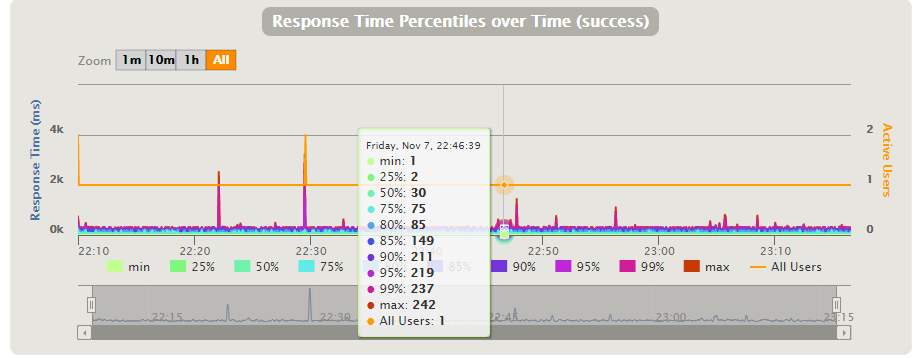 Response Time Percentiles over Time (success)
Zoom 1m 10m 1h All
Response Time (ms)
Active Users
4k
2k
0k
2
1
0
Friday, Nov 7, 22:46:39
min: 1
25%: 2
50%: 30
75%: 75
80%: 85
85%: 149
90%: 211
95%: 219
99%: 237
max: 242
All Users: 1
22:10 22:20 22:30 22:50 23:00 23:10
min 25% 50% 75% 85% 90% 95% 99% max All Users
22:15 22:30 22:45 23:00 23:15